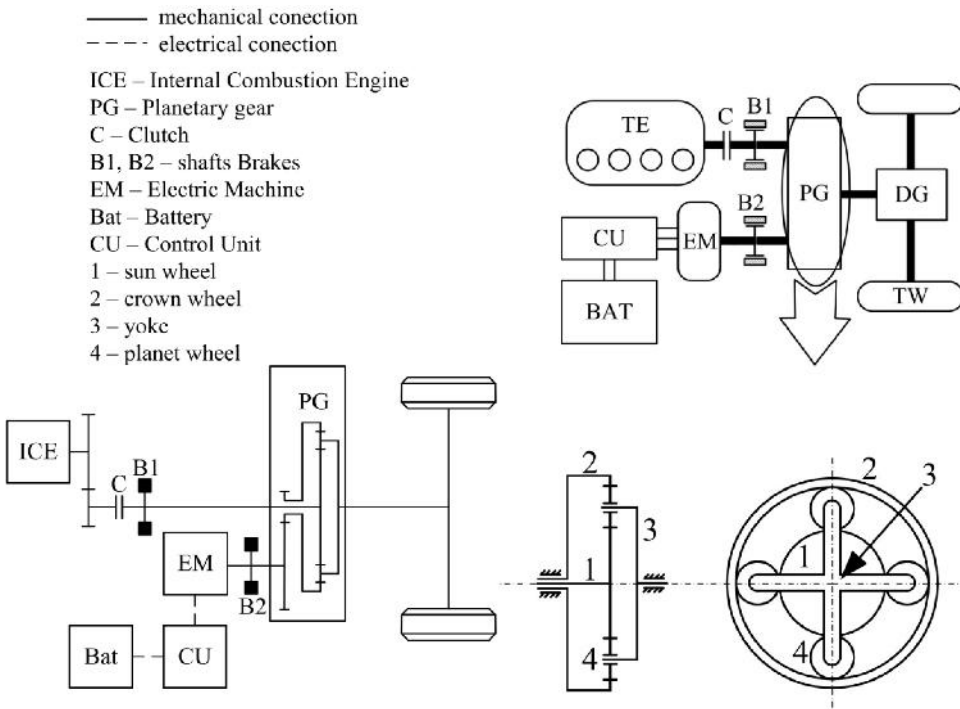 mechanical conection
electrical conection
ICE – Internal Combustion Engine
PG – Planetary gear
C – Clutch
B1, B2 – shafts Brakes
EM – Electric Machine
Bat – Battery
CU – Control Unit
1 – sun wheel
2 – crown wheel
3 – yoke
4 – planet wheel
TE
C
B1
B2
PG
DG
CU
EM
BAT
TW
ICE
C
B1
PG
EM
B2
Bat
CU
2
3
1
4
2
3
1
4